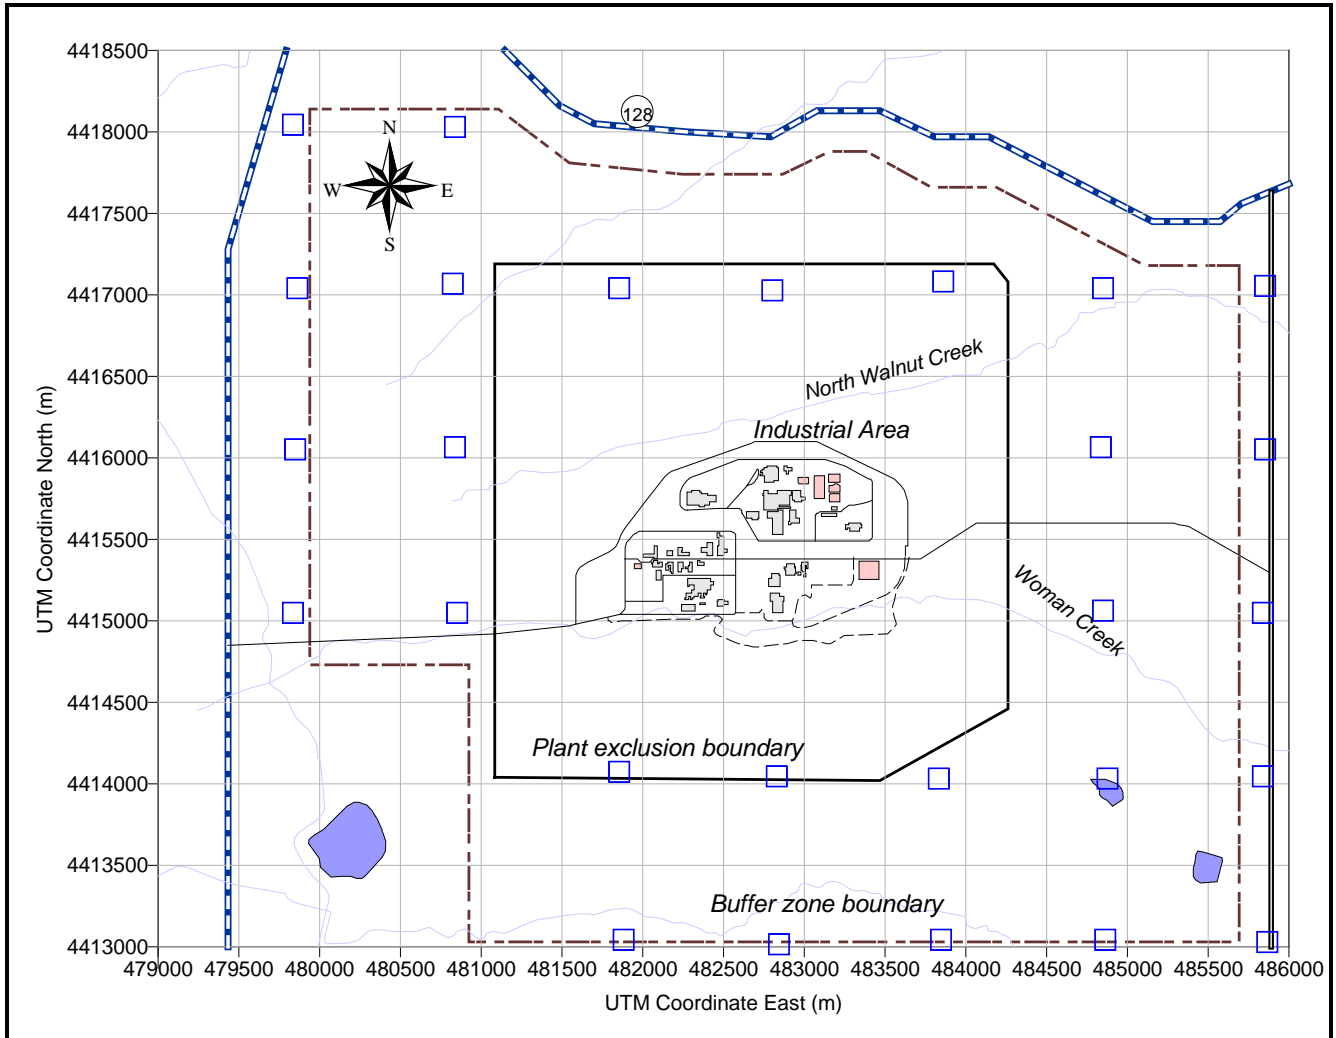 4418500
4418000
4417500
4417000
4416500
4416000
4415500
4415000
4414500
4414000
4413500
4413000
UTM Coordinate North (m)
128
N
W
E
S
North Walnut Creek
Industrial Area
Woman Creek
Plant exclusion boundary
Buffer zone boundary
479000 479500 480000 480500 481000 481500 482000 482500 483000 483500 484000 484500 485000 485500 486000
UTM Coordinate East (m)